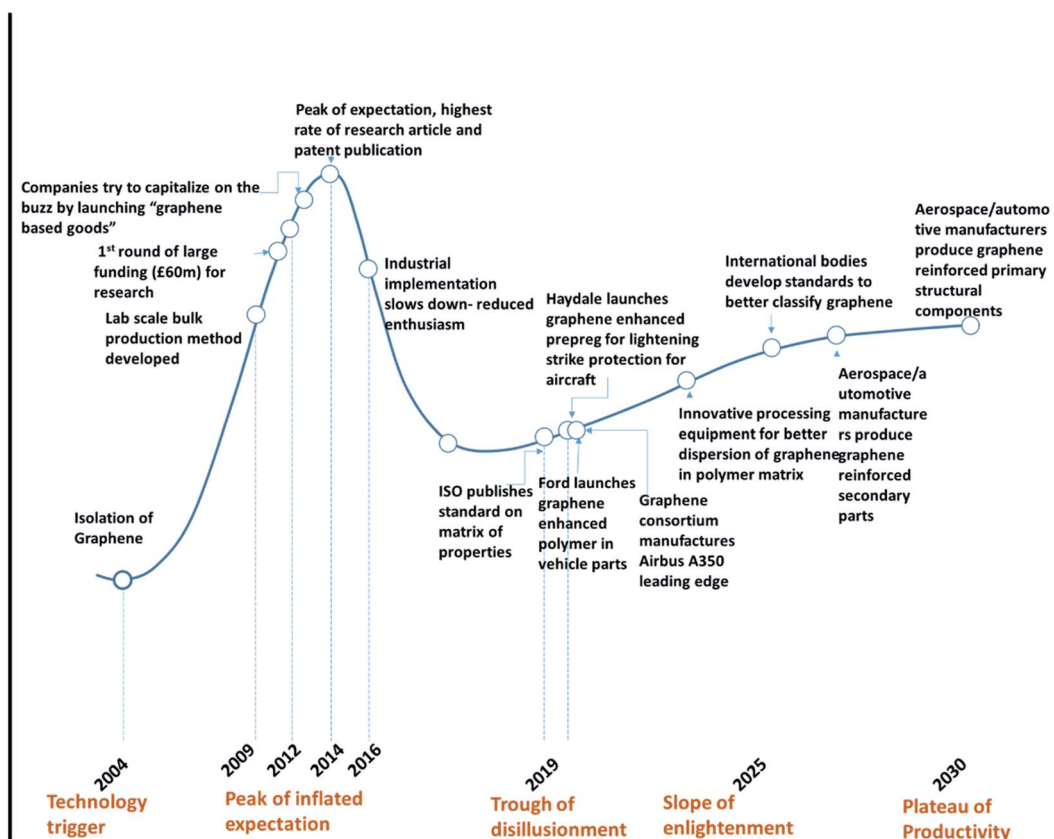 Peak of expectation, highest
rate of research article and
patent publication
Companies try to capitalize on the
buzz by launching “graphene
based goods”
1st round of large
funding (£60m) for
research
Lab scale bulk
production method
developed
Isolation of
Graphene
Industrial
implementation
slows down- reduced
enthusiasm
Haydale launches
graphene enhanced
prepreg for lightening
strike protection for
aircraft
ISO publishes
standard on
matrix of
properties
Ford launches
graphene
enhanced
polymer in
vehicle parts
Graphene
consortium
manufactures
Airbus A350
leading edge
International bodies
develop standards to
better classify graphene
Innovative processing
equipment for better
dispersion of graphene
in polymer matrix
Aerospace/a
utomotive
manufacture
rs produce
graphene
reinforced
secondary
parts
Aerospace/automo
tive manufacturers
produce graphene
reinforced primary
structural
components
2004
2009
2012
2014
2016
2019
2025
2030
Technology
trigger
Peak of inflated
expectation
Trough of
disillusionment
Slope of
enlightenment
Plateau of
Productivity